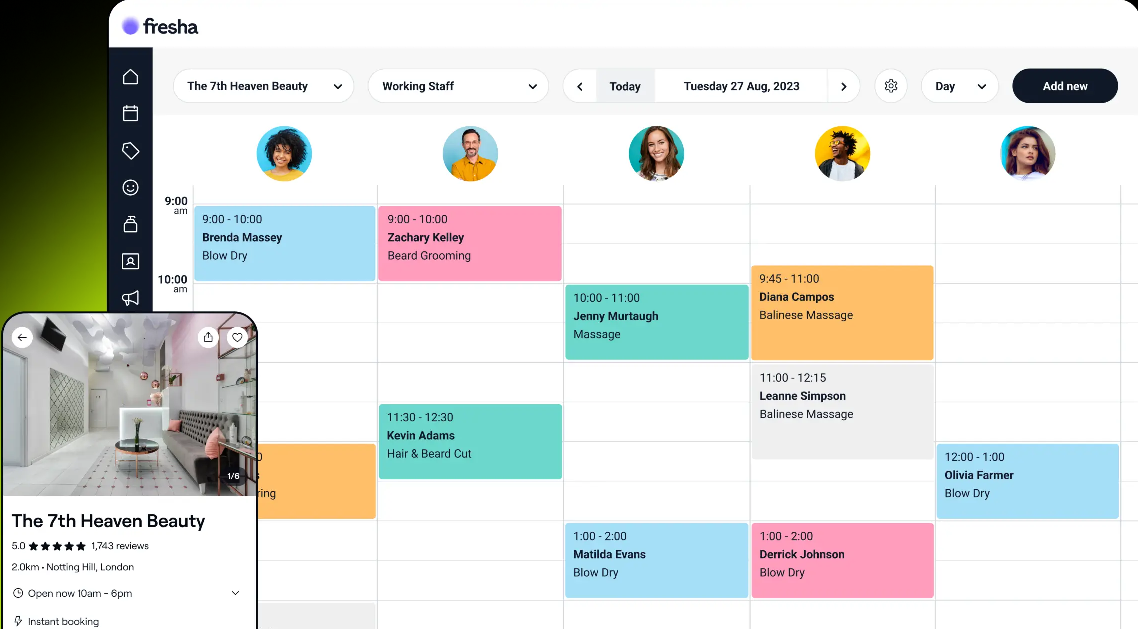 fresha
The 7th Heaven Beauty
Working Staff
Today
Tuesday 27 Aug, 2023
Day
Add new
9:00
am
10:00
am
9:00 - 10:00
Brenda Massey
Blow Dry
9:00 - 10:00
Zachary Kelley
Beard Grooming
10:00 - 11:00
Jenny Murtaugh
Massage
9:45 - 11:00
Diana Campos
Balinese Massage
11:00 - 12:15
Leanne Simpson
Balinese Massage
11:30 - 12:30
Kevin Adams
Hair & Beard Cut
12:00 - 1:00
Olivia Farmer
Blow Dry
1:00 - 2:00
Matilda Evans
Blow Dry
1:00 - 2:00
Derrick Johnson
Blow Dry
1/6
The 7th Heaven Beauty
5.0 ★★★★★ 1,743 reviews
2.0km • Notting Hill, London
Open now 10am - 6pm
Instant booking